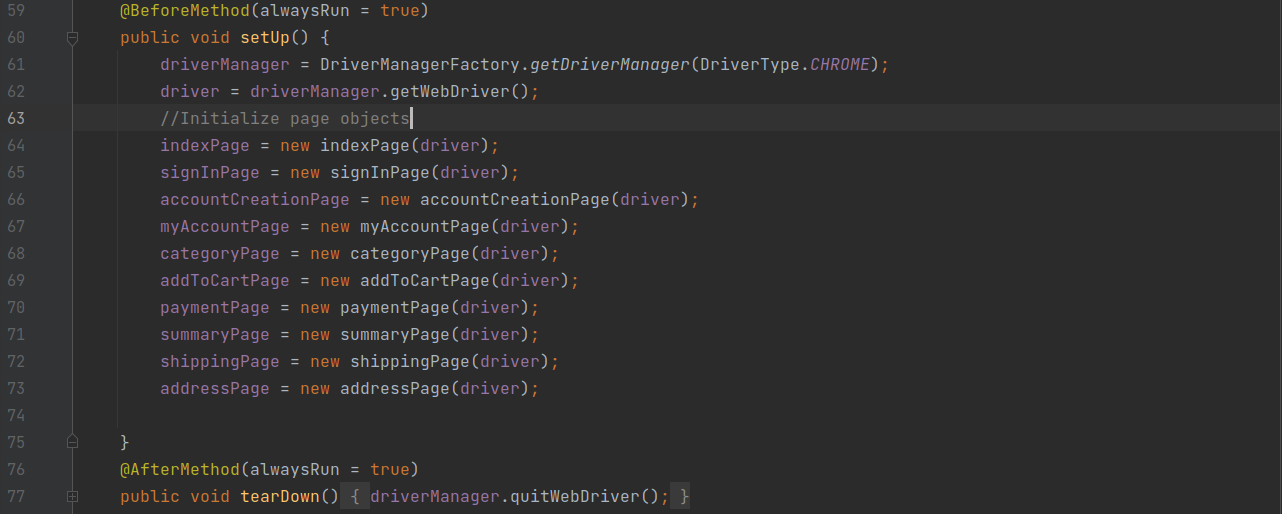 59 @BeforeMethod(alwaysRun = true)
60 public void setUp() {
61 driverManager = DriverManagerFactory.getDriverManager(DriverType.CHROME);
62 driver = driverManager.getWebDriver();
63 //Initialize page objects
64 indexPage = new indexPage(driver);
65 signInPage = new signInPage(driver);
66 accountCreationPage = new accountCreationPage(driver);
67 myAccountPage = new myAccountPage(driver);
68 categoryPage = new categoryPage(driver);
69 addToCartPage = new addToCartPage(driver);
70 paymentPage = new paymentPage(driver);
71 summaryPage = new summaryPage(driver);
72 shippingPage = new shippingPage(driver);
73 addressPage = new addressPage(driver);
74
75 }
76 @AfterMethod(alwaysRun = true)
77 public void tearDown() { driverManager.quitWebDriver(); }